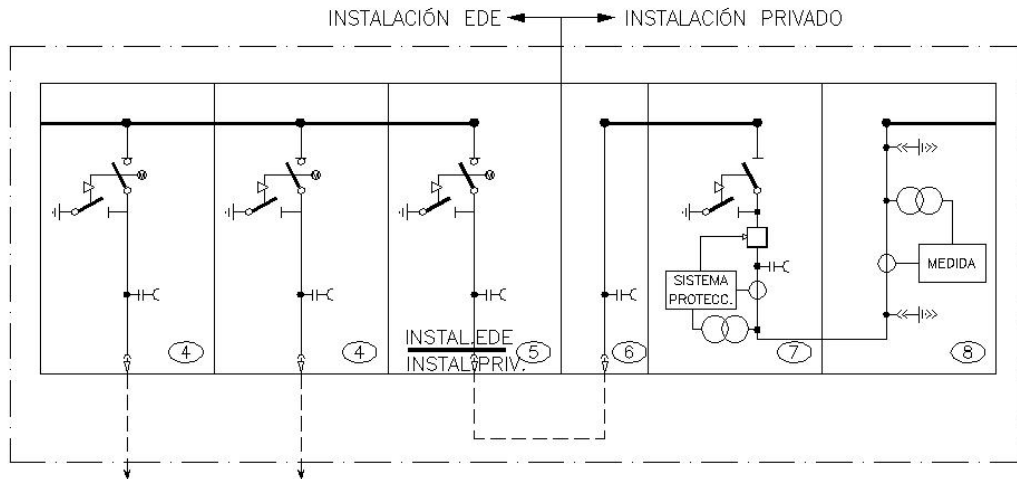 INSTALACIÓN EDE
INSTALACIÓN PRIVADO
M
M
M
SISTEMA
PROTECC.
MEDIDA
INSTAL.EDE
INSTAL.PRIV.
4
4
5
6
7
8